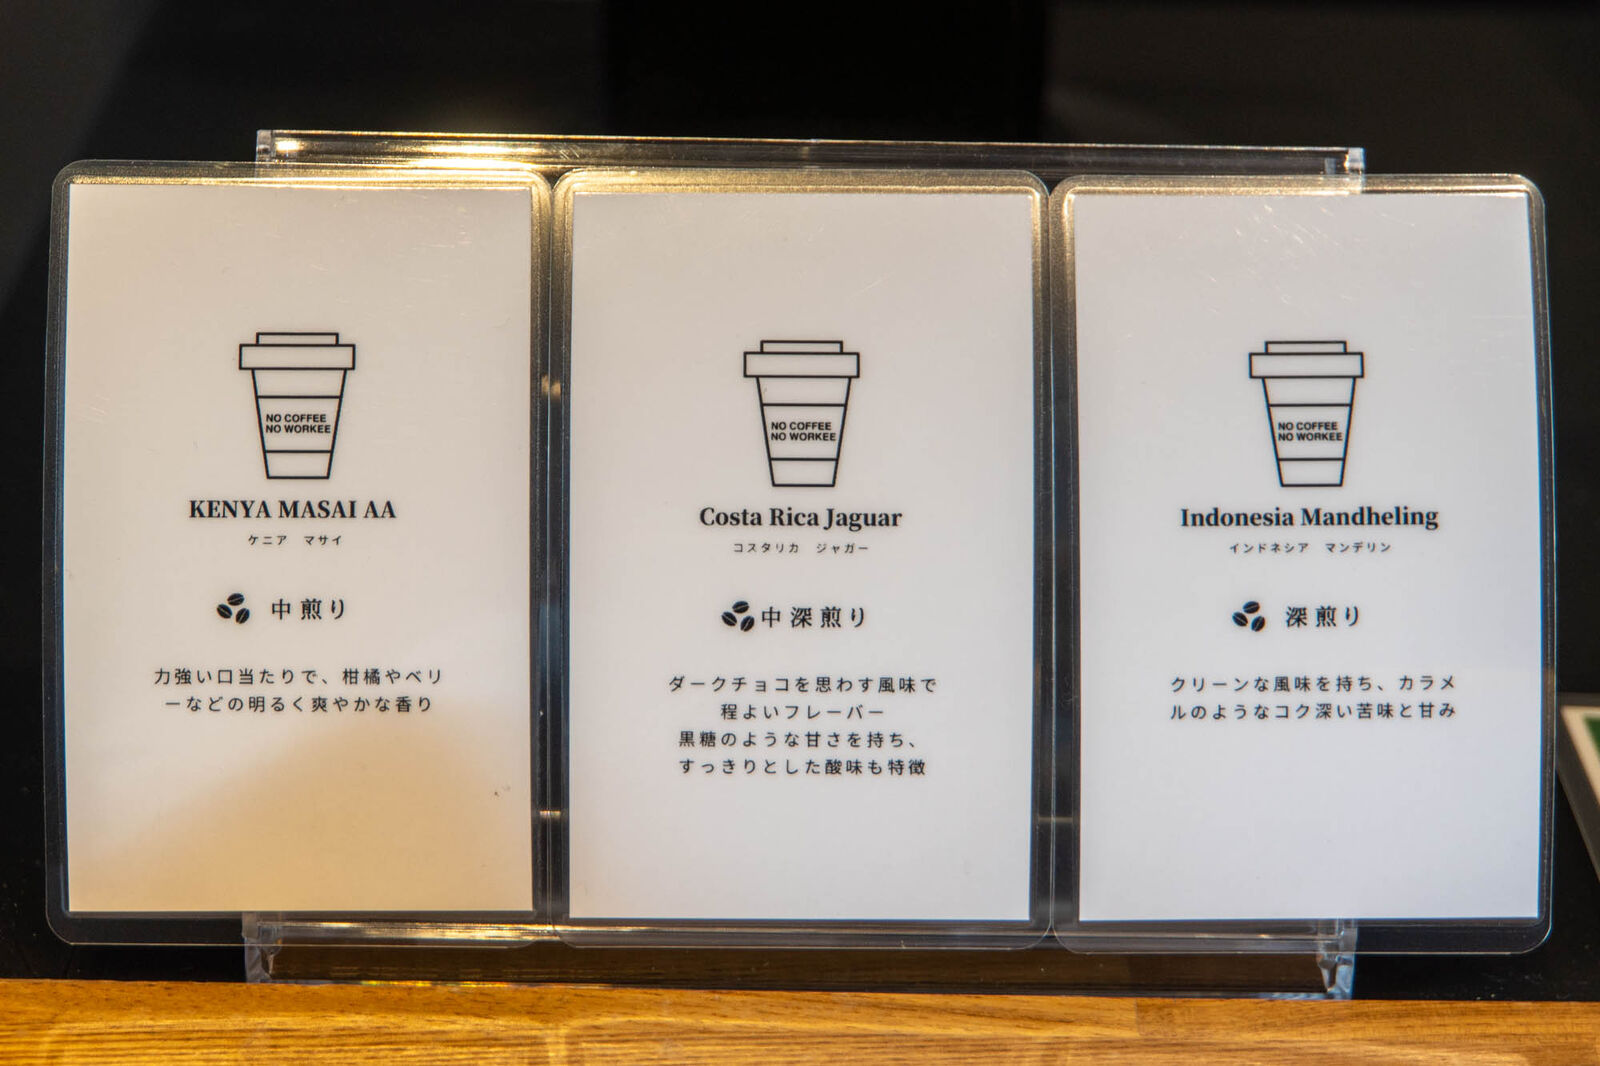 NO COFFEE
NO WORKEE
KENYA MASAI AA
ケニア　マサイ
中煎り
力強い口当たりで、柑橘やベリ
ーなどの明るく爽やかな香り
NO COFFEE
NO WORKEE
Costa Rica Jaguar
コスタリカ　ジャガー
中深煎り
ダークチョコを思わす風味で
程よいフレーバー
黒糖のような甘さを持ち、
すっきりとした酸味も特徴
NO COFFEE
NO WORKEE
Indonesia Mandheling
インドネシア　マンデリン
深煎り
クリーンな風味を持ち、カラメ
ルのようなコク深い苦味と甘み